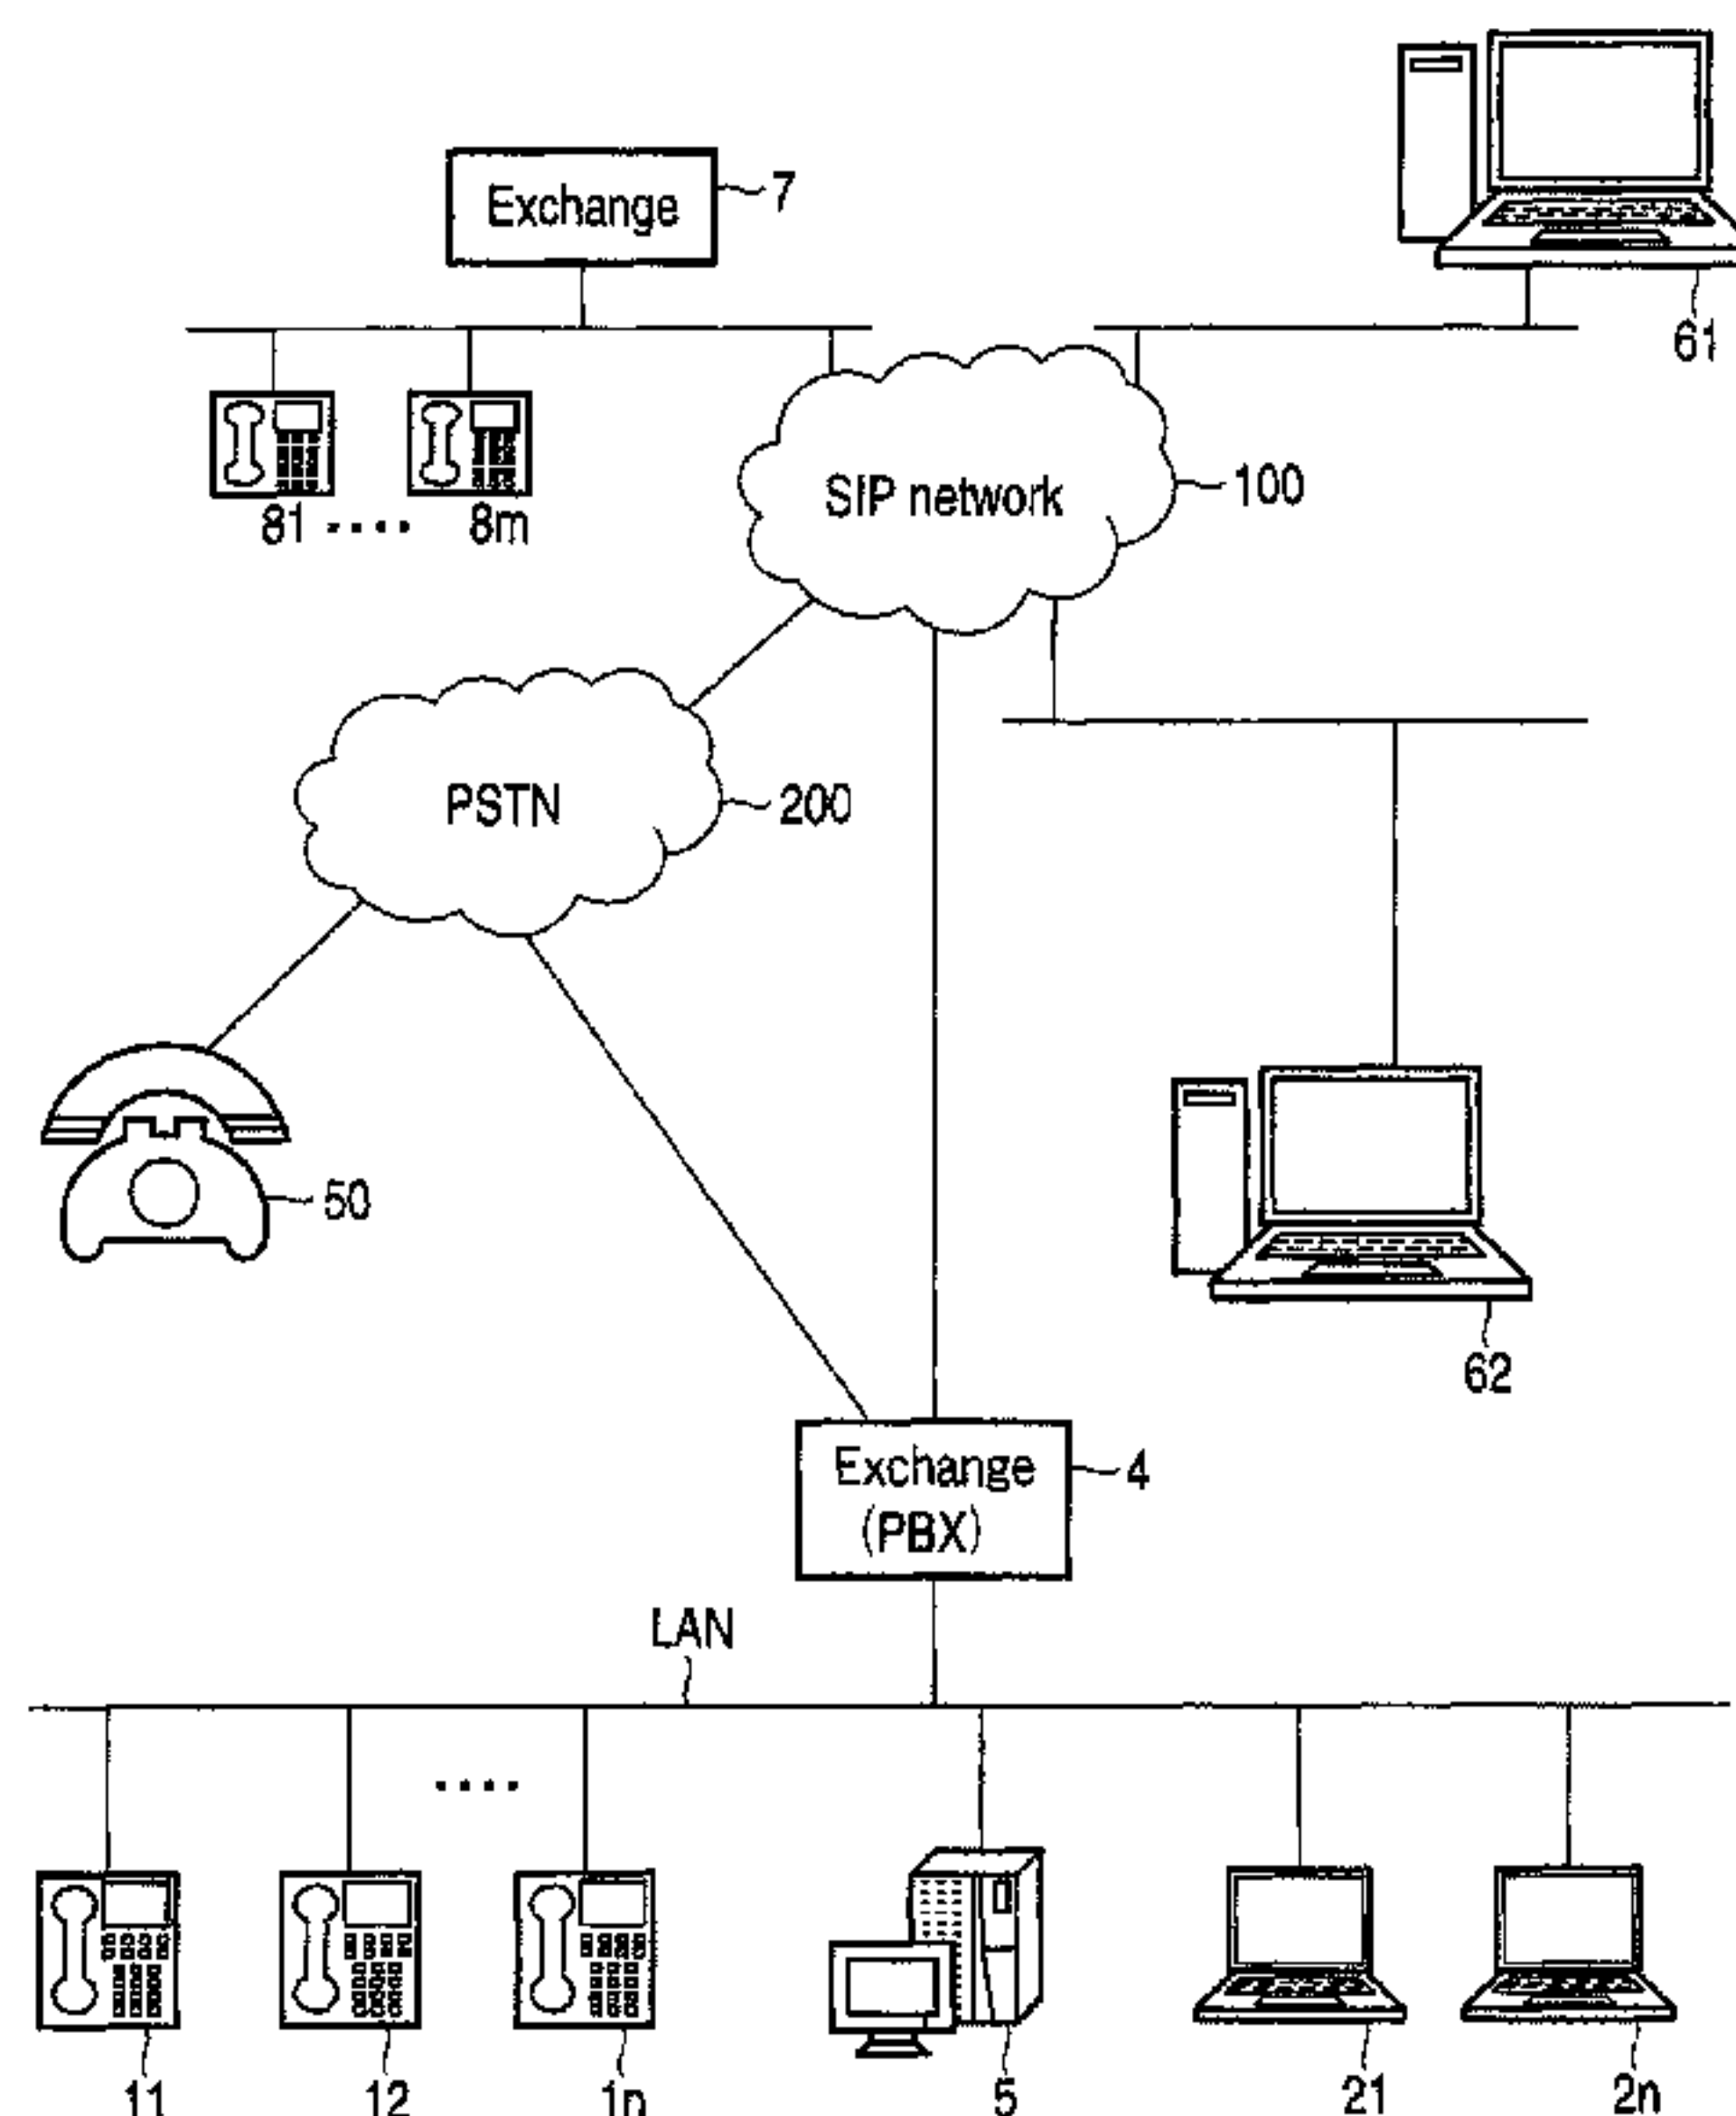 Exchange
7
61
81 ···· 8m
SIP network
100
PSTN
200
50
62
Exchange
(PBX)
4
LAN
····
11
12
1n
5
21
2n